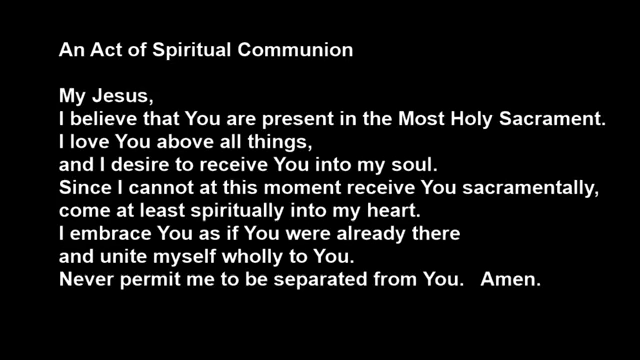 An Act of Spiritual Communion
My Jesus,
I believe that You are present in the Most Holy Sacrament.
I love You above all things,
and I desire to receive You into my soul.
Since I cannot at this moment receive You sacramentally,
come at least spiritually into my heart.
I embrace You as if You were already there
and unite myself wholly to You.
Never permit me to be separated from You. Amen.